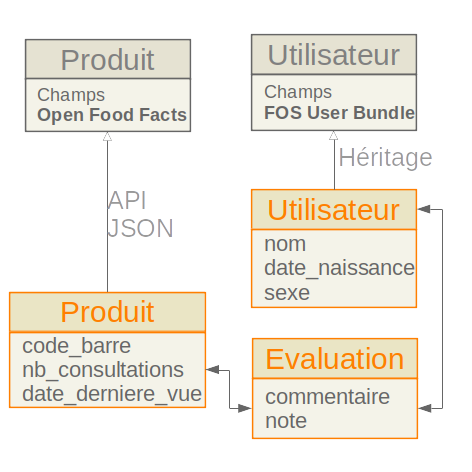 Produit
Champs
Open Food Facts
Utilisateur
Champs
FOS User Bundle
API
JSON
Héritage
Utilisateur
nom
date_naissance
sexe
Produit
code_barre
nb_consultations
date_derniere_vue
Evaluation
commentaire
note